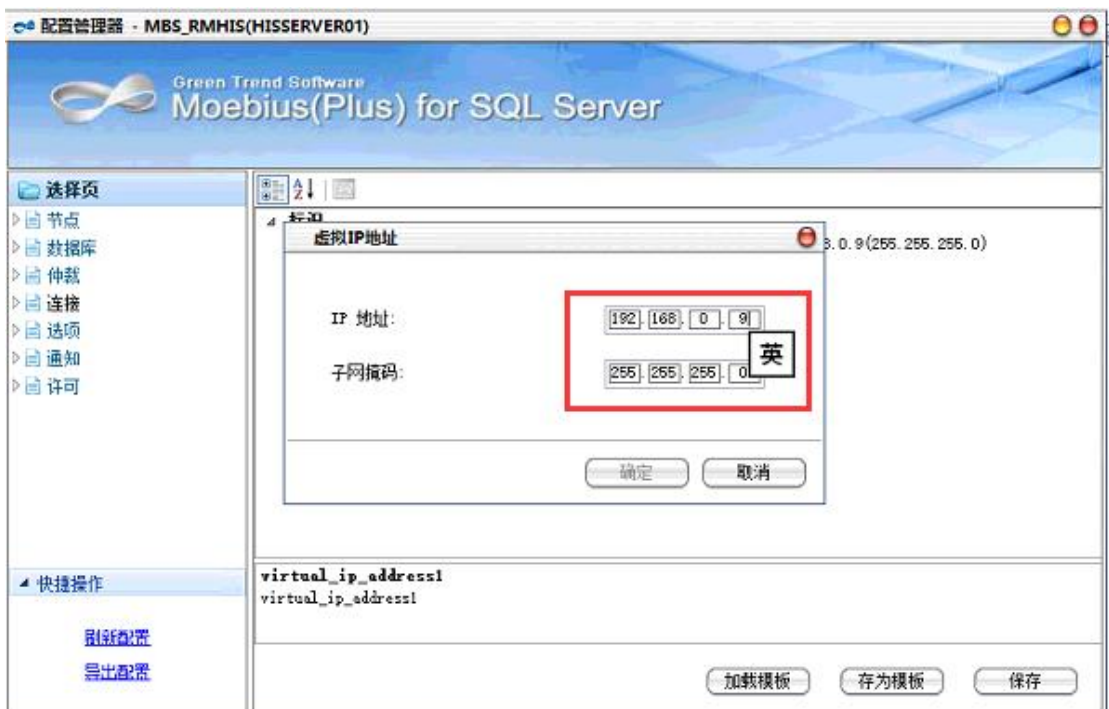 配置管理器 - MBS_RMHIS(HISSERVER01)
Green Trend Software
Moebius(Plus) for SQL Server
选择页
节点
数据库
仲裁
连接
选项
通知
许可
标识
3.0.9(255.255.255.0)
虚拟IP地址
IP 地址:
192.168.0.9
英
子网掩码:
255.255.255.0
确定
取消
快捷操作
刷新配置
导出配置
virtual_ip_address1
virtual_ip_address1
加载模板
存为模板
保存